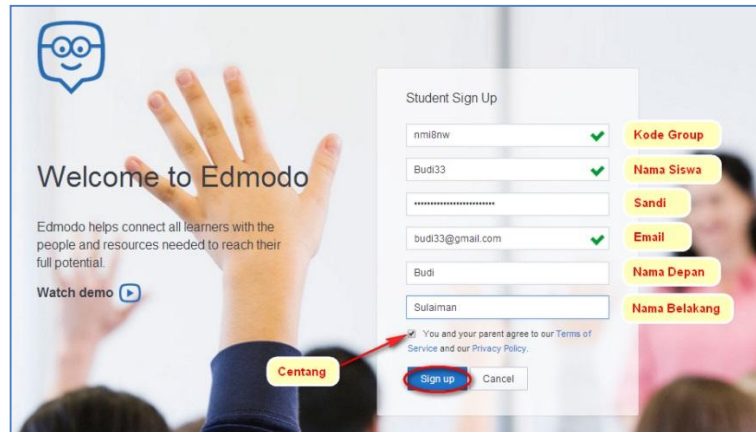 Student Sign Up
nmi8nw
Kode Group
Welcome to Edmodo
Budi33
Nama Siswa
Sandi
Edmodo helps connect all learners with the
people and resources needed to reach their
full potential.
budi33@gmail.com
Email
Budi
Nama Depan
Watch demo
Sulaiman
Nama Belakang
You and your parent agree to our Terms of
Service and our Privacy Policy.
Centang
Sign up
Cancel